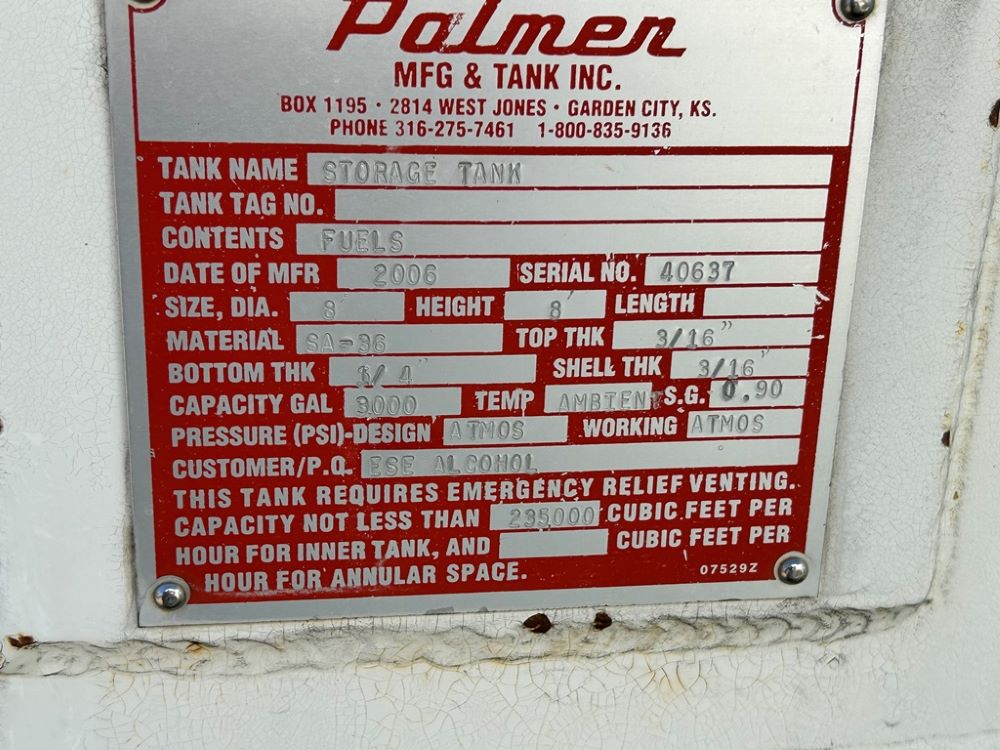 Palmer
MFG & TANK INC.
BOX 1195 • 2814 WEST JONES • GARDEN CITY, KS.
PHONE 316-275-7461 1-800-835-9136
TANK NAME STORAGE TANK
TANK TAG NO.
CONTENTS FUELS
DATE OF MFR 2006 SERIAL NO. 40637
SIZE, DIA. 8' HEIGHT 8' LENGTH
MATERIAL SA-36 TOP THK 3/16"
BOTTOM THK 1/4" SHELL THK 3/16"
CAPACITY GAL 3000 TEMP AMBIENT S.G. 0.90
PRESSURE (PSI)-DESIGN ATMOS WORKING ATMOS
CUSTOMER/P.O. ESE ALCOHOL
THIS TANK REQUIRES EMERGENCY RELIEF VENTING.
CAPACITY NOT LESS THAN 235000 CUBIC FEET PER
HOUR FOR INNER TANK, AND CUBIC FEET PER
HOUR FOR ANNULAR SPACE. 07529Z